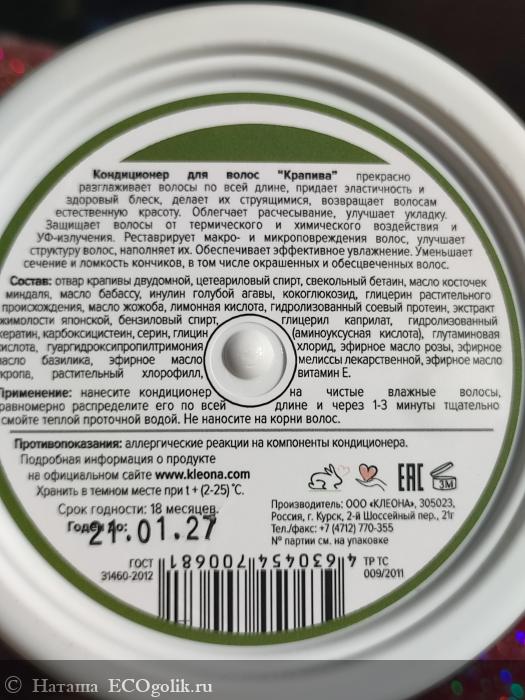 Кондиционер для волос "Крапива" прекрасно
разглаживает волосы по всей длине, придает эластичность и
здоровый блеск, делает их струящимися, возвращает волосам
естественную красоту. Облегчает расчесывание, улучшает укладку.
Защищает волосы от термического и химического воздействия и
УФ-излучения. Реставрирует макро- и микроповреждения волос, улучшает
структуру волос, наполняет их. Обеспечивает эффективное увлажнение. Уменьшает
сечение и ломкость кончиков, в том числе окрашенных и обесцвеченных волос.
Состав: отвар крапивы двудомной, цетеариловый спирт, свекольный бетаин, масло косточек
миндаля, масло бабассу, инулин голубой агавы, кокоглюкозид, глицерин растительного
происхождения, масло жожоба, лимонная кислота, гидролизованный соевый протеин, экстракт
жимолости японской, бензиловый спирт, глицерил каприлат, гидролизованный
кератин, карбоксицистеин, серин, глицин (аминоуксусная кислота), глутаминовая
кислота, гуаргидроксипропилтримония хлорид, эфирное масло розы, эфирное
масло базилика, эфирное масло мелиссы лекарственной, эфирное масло
укропа, растительный хлорофилл, витамин Е.
Применение: нанесите кондиционер на чистые влажные волосы,
равномерно распределите его по всей длине и через 1-3 минуты тщательно
смойте теплой проточной водой. Не наносите на корни волос.
Противопоказания: аллергические реакции на компоненты кондиционера.
Подробная информация о продукте
на официальном сайте www.kleona.com
Хранить в темном месте при t + (2-25) °С.
Срок годности: 18 месяцев.
Годен до:
21.01.27
ЕАС
3М
Производитель: ООО «КЛЕОНА», 305023,
Россия, г. Курск, 2-й Шоссейный пер., 21г
Тел./факс: +7 (4712) 770-355
№ партии см. на упаковке
ГОСТ
31460-2012
4 630454 700681
ТР ТС
009/2011
© Наташа ECOgolik.ru